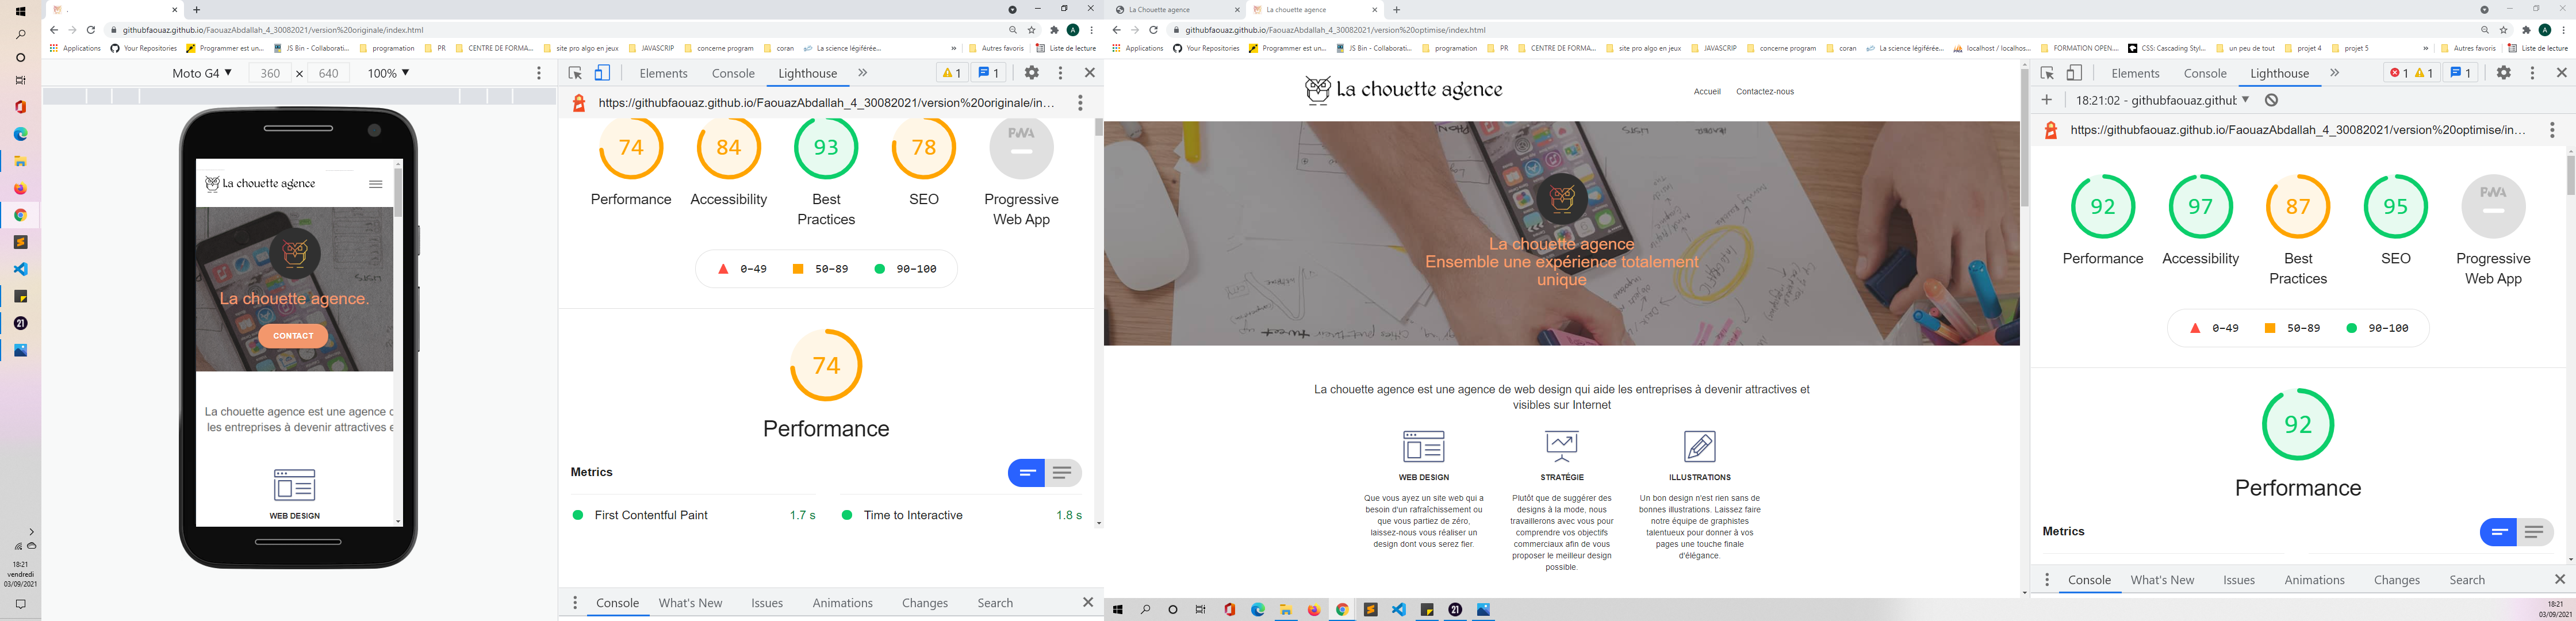 .
githubfaouaz.github.io/FaouazAbdallah_4_30082021/version%20originale/index.html
Applications
Your Repositories
Programmer est un...
JS Bin - Collaborati...
programation
PR
CENTRE DE FORMA...
site pro algo en jeux
JAVASCRIP
concerne program
coran
La science légiférée...
»
Autres favoris
Liste de lecture
Moto G4 ▼
360 × 640
100% ▼
Elements
Console
Lighthouse
1
1
https://githubfaouaz.github.io/FaouazAbdallah_4_30082021/version%20originale/in...
La chouette agence
La chouette agence.
CONTACT
La chouette agence est une agence
les entreprises à devenir attractives
WEB DESIGN
74
84
93
78
PWA
Performance
Accessibility
Best
Practices
SEO
Progressive
Web App
0–49
50–89
90–100
74
Performance
Metrics
First Contentful Paint
1.7 s
Time to Interactive
1.8 s
Console
What's New
Issues
Animations
Changes
Search
18:21
vendredi
03/09/2021
La Chouette agence
La chouette agence
githubfaouaz.github.io/FaouazAbdallah_4_30082021/version%20optimise/index.html
Applications
Your Repositories
Programmer est un...
JS Bin - Collaborati...
programation
PR
CENTRE DE FORMA...
site pro algo en jeux
JAVASCRIP
concerne program
coran
La science légiférée...
localhost / localhos...
FORMATION OPEN....
CSS: Cascading Styl...
un peu de tout
projet 4
projet 5
»
Autres favoris
Liste de lecture
La chouette agence
Accueil
Contactez-nous
La chouette agence
Ensemble une expérience totalement
unique
La chouette agence est une agence de web design qui aide les entreprises à devenir attractives et
visibles sur Internet
WEB DESIGN
Que vous ayez un site web qui a
besoin d'un rafraîchissement ou
que vous partiez de zéro,
laissez-nous vous réaliser un
design dont vous serez fier.
STRATÉGIE
Plutôt que de suggérer des
designs à la mode, nous
travaillerons avec vous pour
comprendre vos objectifs
commerciaux afin de vous
proposer le meilleur design
possible.
ILLUSTRATIONS
Un bon design n'est rien sans de
bonnes illustrations. Laissez faire
notre équipe de graphistes
talentueux pour donner à vos
pages une touche finale
d'élégance.
Elements
Console
Lighthouse
1
1
1
18:21:02 - githubfaouaz.github
https://githubfaouaz.github.io/FaouazAbdallah_4_30082021/version%20optimise/in...
92
97
87
95
PWA
Performance
Accessibility
Best
Practices
SEO
Progressive
Web App
0–49
50–89
90–100
92
Performance
Metrics
Console
What's New
Issues
Animations
Changes
Search
18:21
03/09/2021